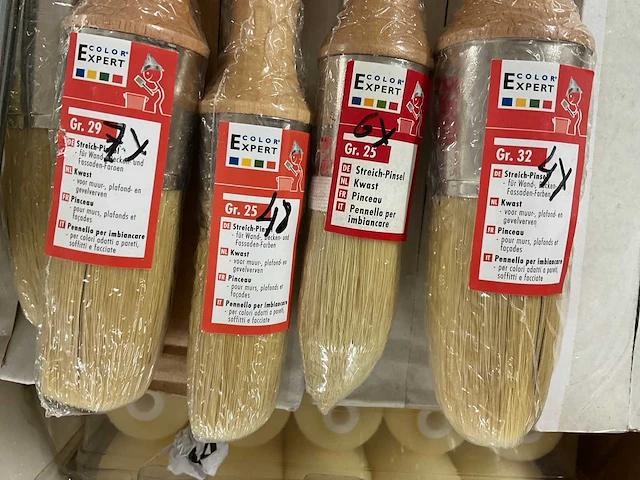 COLOR
EXPERT
Gr. 29
DE Streich-Pinsel
- für Wand-, Decken- und
Fassaden-Farben
NL Kwast
- voor muur-, plafond- en
gevelverven
FR Pinceau
- pour murs, plafonds et
façades
IT Pennello per imbiancare
- per colori adatti a pareti,
soffitti e facciate
COLOR
EXPERT
Gr. 25
DE Streich-Pinsel
- für Wand-, Decken- und
Fassaden-Farben
NL Kwast
- voor muur-, plafond- en
gevelverven
FR Pinceau
- pour murs, plafonds et
façades
IT Pennello per imbiancare
- per colori adatti a pareti,
soffitti e facciate
COLOR
EXPERT
Gr. 25
DE Streich-Pinsel
NL Kwast
FR Pinceau
IT Pennello per
imbiancare
COLOR
EXPERT
Gr. 32
DE Streich-Pinsel
- für Wand-, Decken- und
Fassaden-Farben
NL Kwast
- voor muur-, plafond- en
gevelverven
FR Pinceau
- pour murs, plafonds et
façades
IT Pennello per imbiancare
- per colori adatti a pareti,
soffitti e facciate